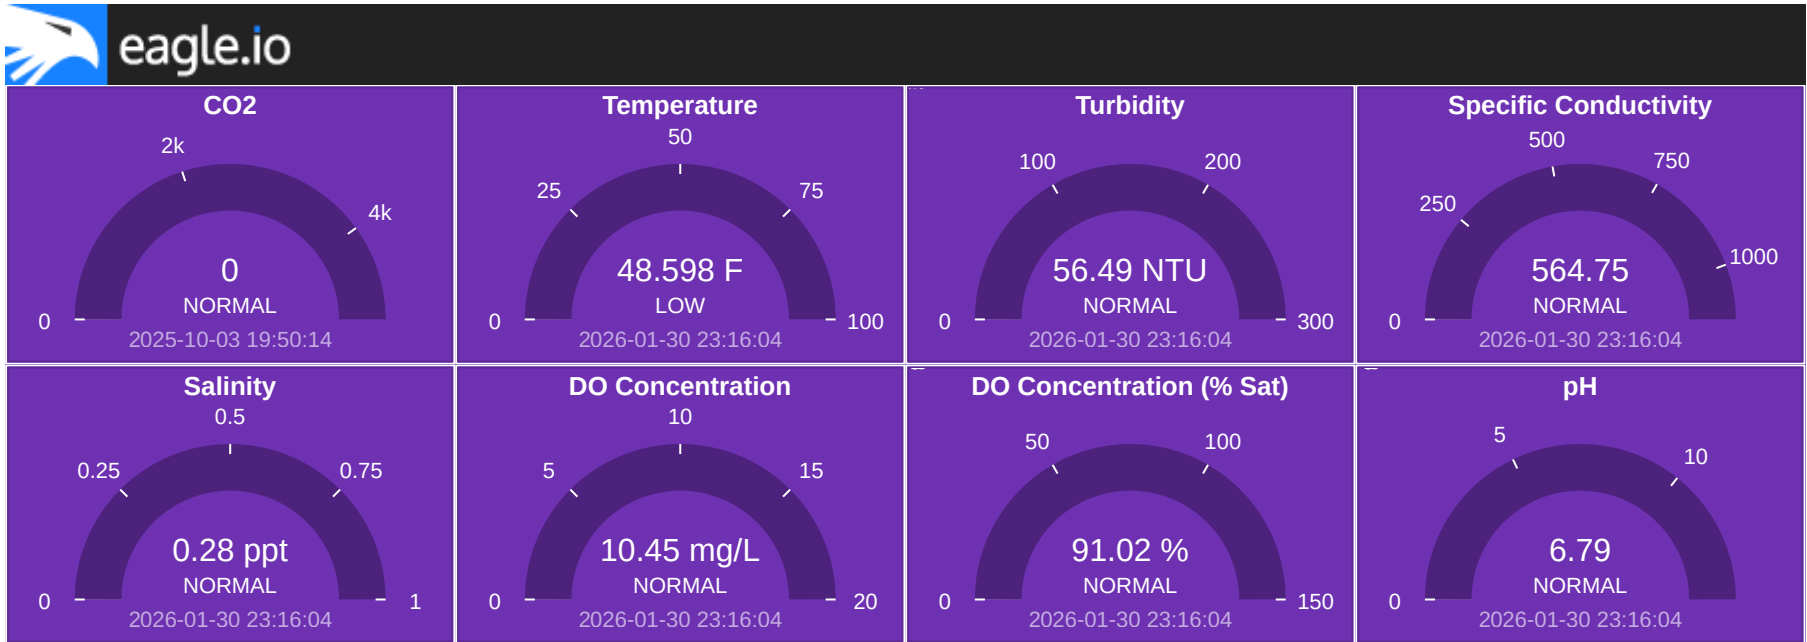 eagle.io
CO2
2k
4k
0
0
NORMAL
2025-10-03 19:50:14
Temperature
50
25
75
48.598 F
LOW
0
100
2026-01-30 23:16:04
Turbidity
100
200
56.49 NTU
NORMAL
0
300
2026-01-30 23:16:04
Specific Conductivity
500
750
250
1000
564.75
NORMAL
0
2026-01-30 23:16:04
Salinity
0.5
0.25
0.75
0.28 ppt
NORMAL
0
1
2026-01-30 23:16:04
DO Concentration
10
5
15
10.45 mg/L
NORMAL
0
20
2026-01-30 23:16:04
DO Concentration (% Sat)
50
100
91.02 %
NORMAL
0
150
2026-01-30 23:16:04
pH
5
10
6.79
NORMAL
0
2026-01-30 23:16:04